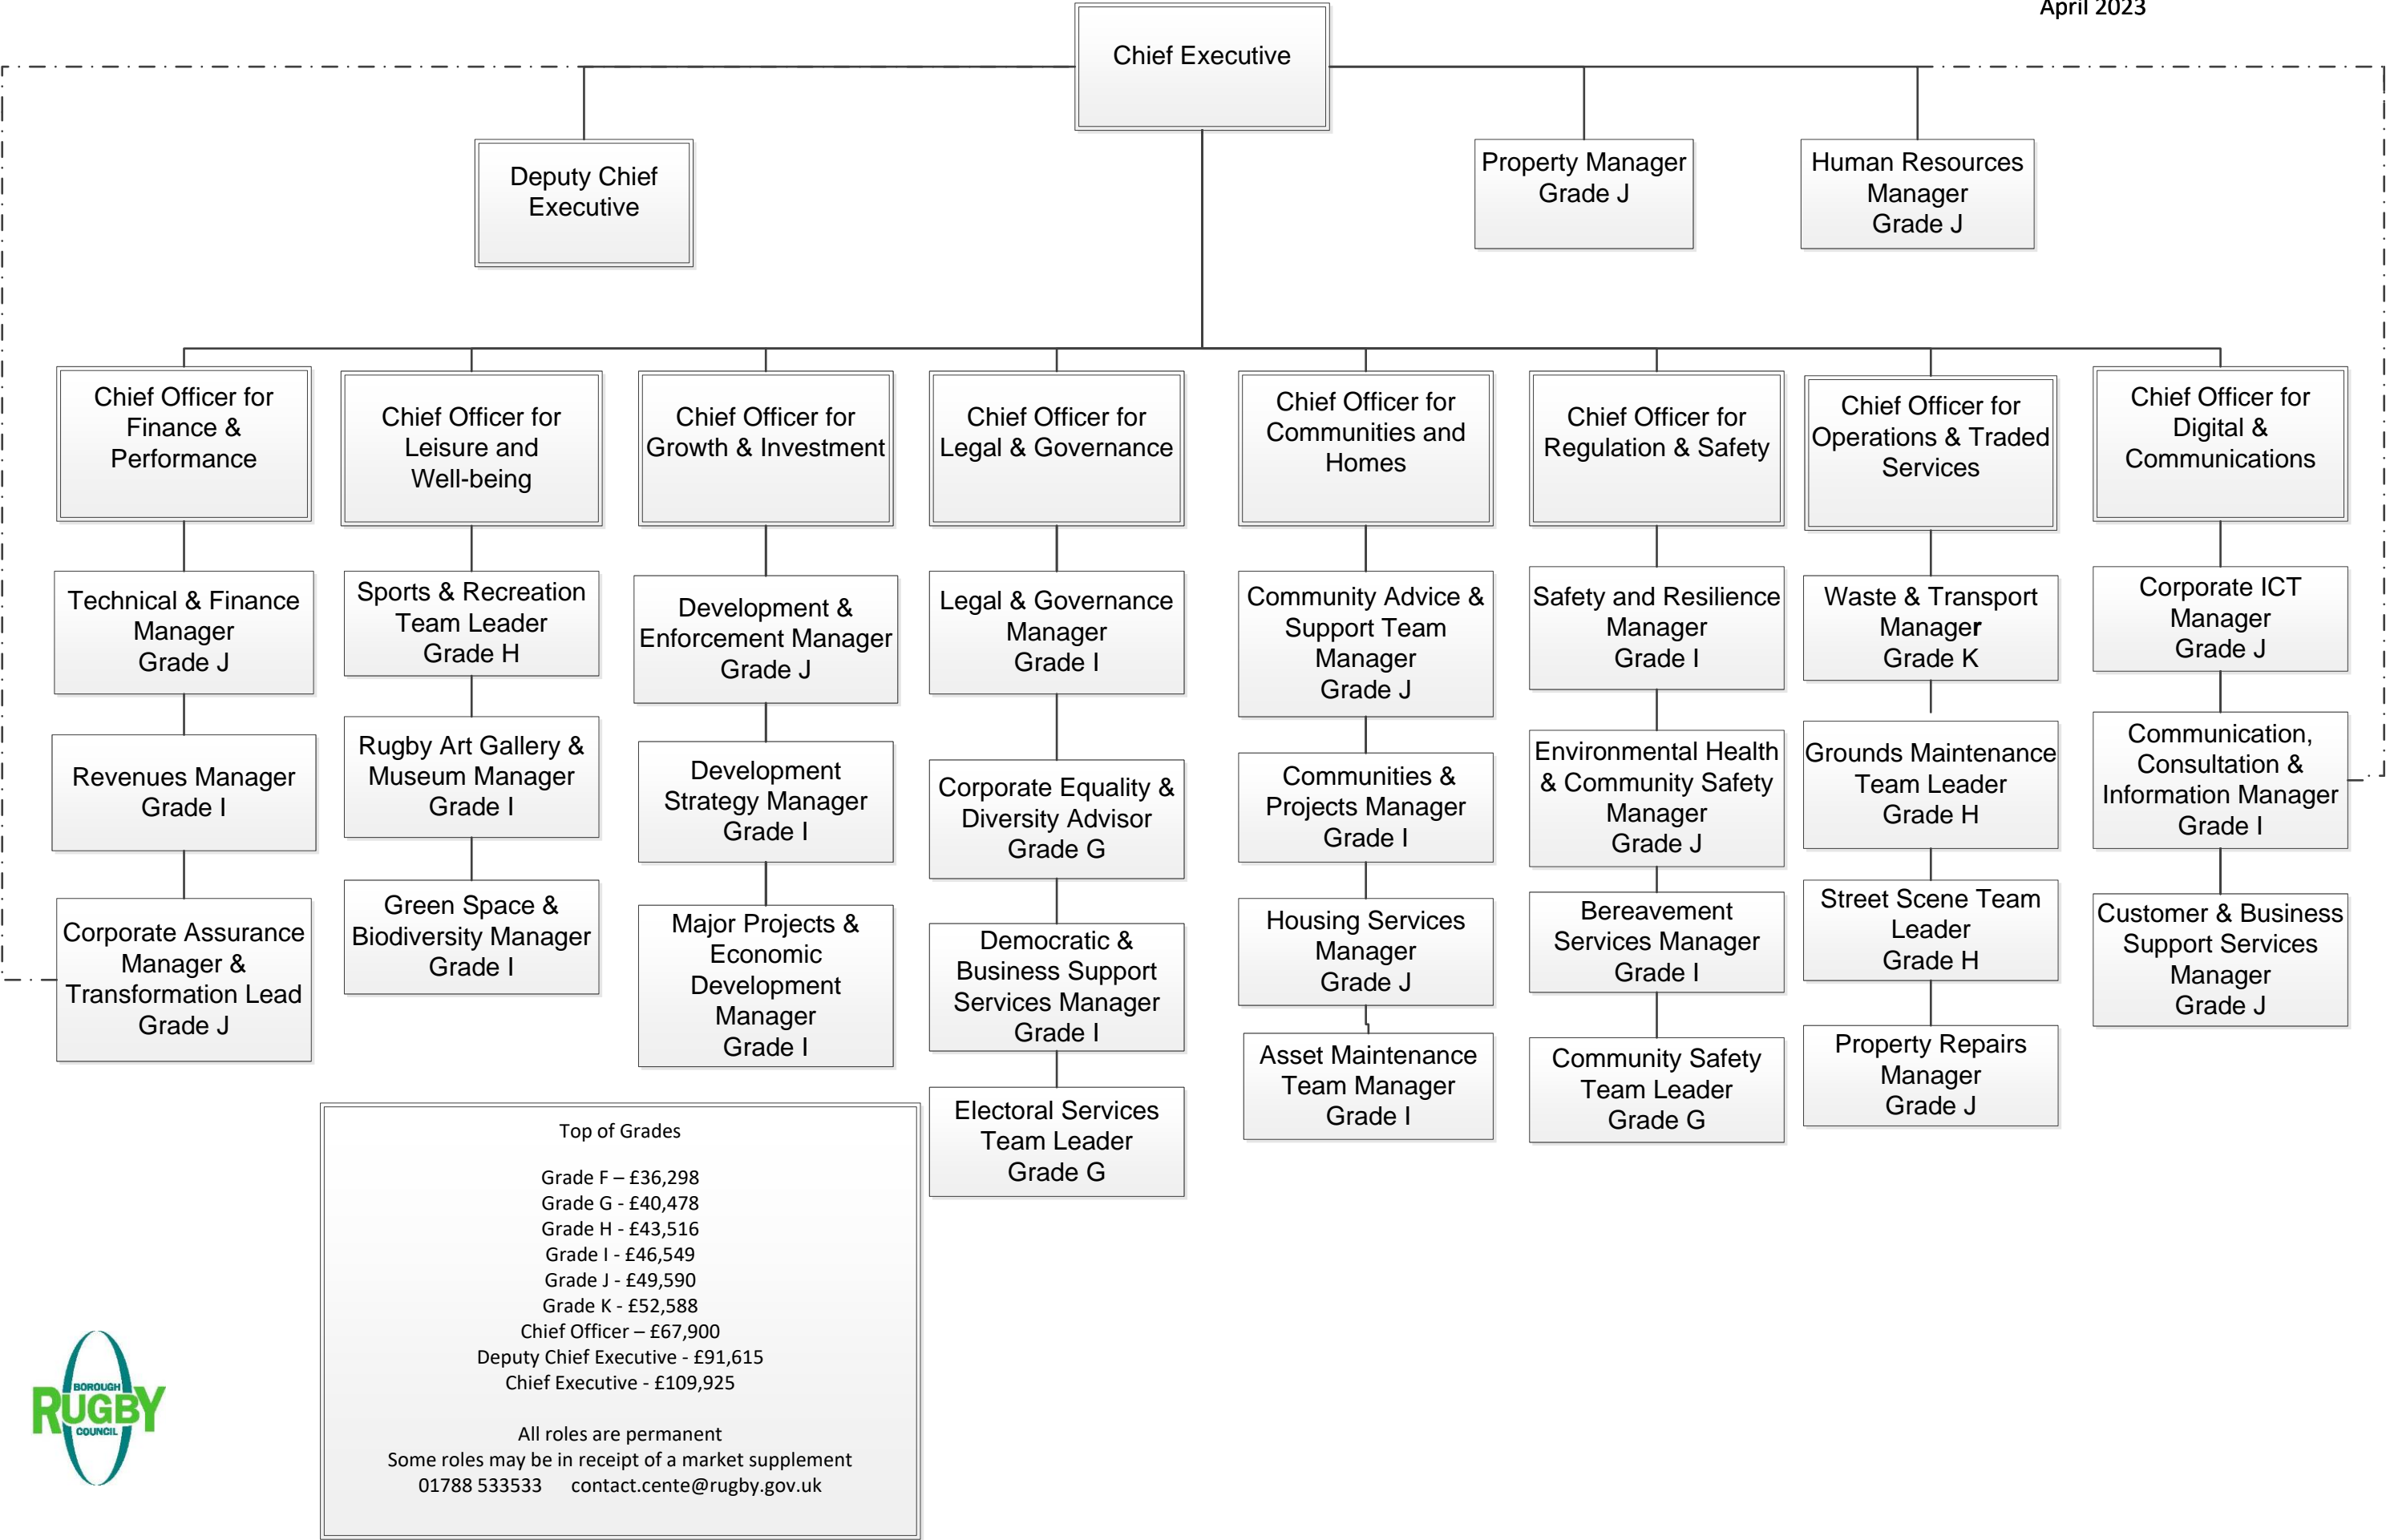 April 2023
Chief Executive
Deputy Chief
Executive
Property Manager
Grade J
Human Resources
Manager
Grade J
Chief Officer for
Finance &
Performance
Chief Officer for
Leisure and
Well-being
Chief Officer for
Growth & Investment
Chief Officer for
Legal & Governance
Chief Officer for
Communities and
Homes
Chief Officer for
Regulation & Safety
Chief Officer for
Operations & Traded
Services
Chief Officer for
Digital &
Communications
Technical & Finance
Manager
Grade J
Revenues Manager
Grade I
Corporate Assurance
Manager &
Transformation Lead
Grade J
Sports & Recreation
Team Leader
Grade H
Rugby Art Gallery &
Museum Manager
Grade I
Green Space &
Biodiversity Manager
Grade I
Development &
Enforcement Manager
Grade J
Development
Strategy Manager
Grade I
Major Projects &
Economic
Development
Manager
Grade I
Legal & Governance
Manager
Grade I
Corporate Equality &
Diversity Advisor
Grade G
Democratic &
Business Support
Services Manager
Grade I
Electoral Services
Team Leader
Grade G
Community Advice &
Support Team
Manager
Grade J
Communities &
Projects Manager
Grade I
Housing Services
Manager
Grade J
Asset Maintenance
Team Manager
Grade I
Safety and Resilience
Manager
Grade I
Environmental Health
& Community Safety
Manager
Grade J
Bereavement
Services Manager
Grade I
Community Safety
Team Leader
Grade G
Waste & Transport
Manager
Grade K
Grounds Maintenance
Team Leader
Grade H
Street Scene Team
Leader
Grade H
Property Repairs
Manager
Grade J
Corporate ICT
Manager
Grade J
Communication,
Consultation &
Information Manager
Grade I
Customer & Business
Support Services
Manager
Grade J
Top of Grades
Grade F – £36,298
Grade G - £40,478
Grade H - £43,516
Grade I - £46,549
Grade J - £49,590
Grade K - £52,588
Chief Officer – £67,900
Deputy Chief Executive - £91,615
Chief Executive - £109,925
All roles are permanent
Some roles may be in receipt of a market supplement
01788 533533 contact.cente@rugby.gov.uk
BOROUGH
RUGBY
COUNCIL